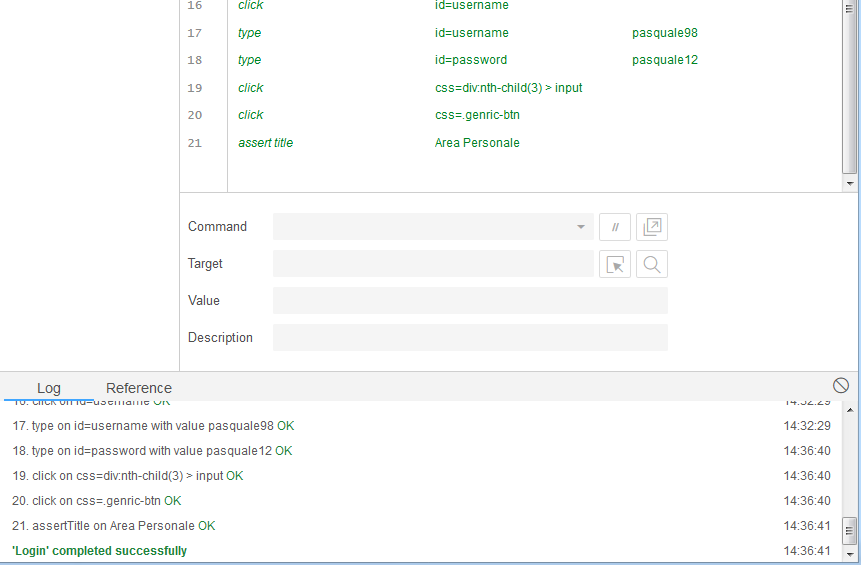 16 click id=username
17 type id=username pasquale98
18 type id=password pasquale12
19 click css=div:nth-child(3) > input
20 click css=.genric-btn
21 assert title Area Personale
Command //
Target
Value
Description
Log Reference
16. click on id=username OK 14:32:29
17. type on id=username with value pasquale98 OK 14:32:29
18. type on id=password with value pasquale12 OK 14:36:40
19. click on css=div:nth-child(3) > input OK 14:36:40
20. click on css=.genric-btn OK 14:36:40
21. assertTitle on Area Personale OK 14:36:41
'Login' completed successfully 14:36:41